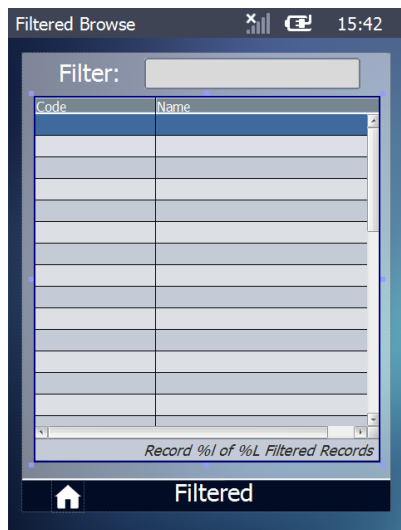 Filtered Browse 15:42
Filter:
Code Name
Record %l of %L Filtered Records
Filtered